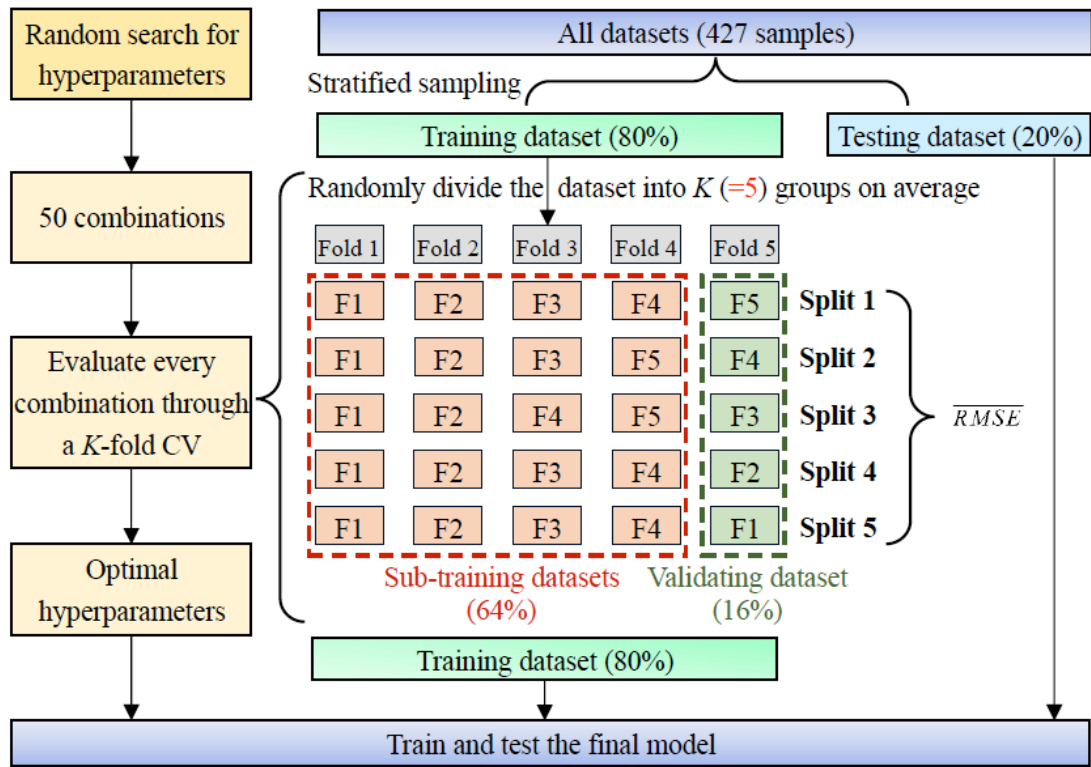 Random search for
hyperparameters
50 combinations
Evaluate every
combination through
a K-fold CV
Optimal
hyperparameters
All datasets (427 samples)
Stratified sampling
Training dataset (80%)
Testing dataset (20%)
Randomly divide the dataset into K (=5) groups on average
Fold 1 Fold 2 Fold 3 Fold 4 Fold 5
F1 F2 F3 F4 F5 Split 1
F1 F2 F3 F5 F4 Split 2
F1 F2 F4 F5 F3 Split 3
F1 F2 F3 F4 F2 Split 4
F1 F2 F3 F4 F1 Split 5
RMSE
Sub-training datasets
(64%)
Validating dataset
(16%)
Training dataset (80%)
Train and test the final model